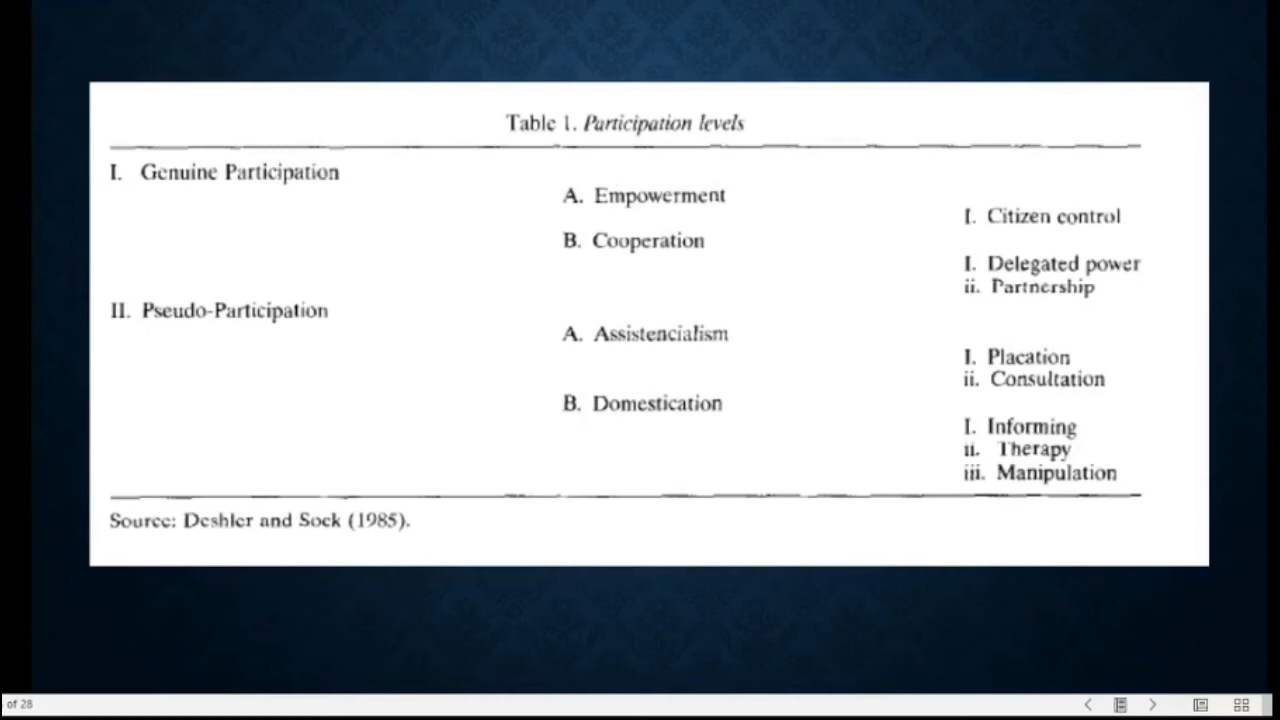 Table 1. Participation levels
I. Genuine Participation
A. Empowerment
I. Citizen control
B. Cooperation
I. Delegated power
ii. Partnership
II. Pseudo-Participation
A. Assistencialism
I. Placation
ii. Consultation
B. Domestication
I. Informing
ii. Therapy
iii. Manipulation
Source: Deshler and Sock (1985).
of 28